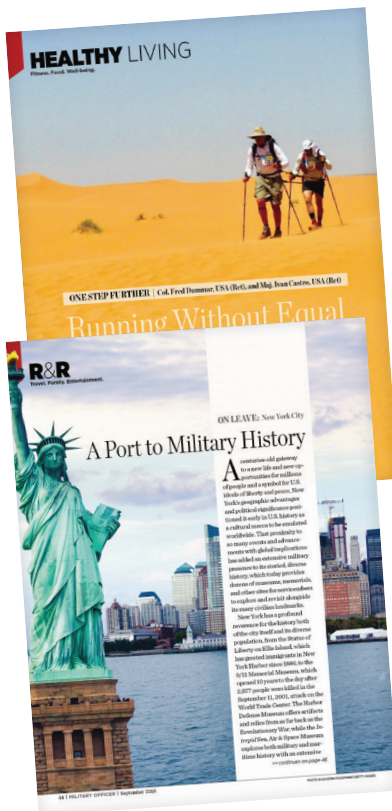 HEALTHY LIVING
Fitness. Food. Well-being.
ONE STEP FURTHER | Col. Fred Dummar, USA (Ret), and Maj. Ivan Castro, USA (Ret)
Running Without Equal
R&R
Travel. Family. Entertainment.
ON LEAVE: New York City
A Port to Military History
A centuries-old gateway
to a new life and new op-
portunities for millions
of people and a symbol for U.S.
ideals of liberty and peace, New
York's geographic advantages
and political significance posi-
tioned it early in U.S. history as
a cultural mecca to be emulated
worldwide. That proximity to
so many events and advance-
ments with global implications
has added an extensive military
presence to its storied, diverse
history, which today provides
dozens of museums, memorials,
and other sites for servicemembers
to explore and revisit alongside
its many civilian landmarks.
New York has a profound
reverence for the history both
of the city itself and its diverse
population, from the Statue of
Liberty on Ellis Island, which
has greeted immigrants in New
York Harbor since 1886, to the
9/11 Memorial Museum, which
opened 10 years to the day after
2,977 people were killed in the
September 11, 2001, attack on the
World Trade Center. The Harbor
Defense Museum offers artifacts
and relics from as far back as the
Revolutionary War, while the In-
trepid Sea, Air & Space Museum
explores both military and mar-
itime history with an extensive
>> continues on page 46
44 | MILITARY OFFICER | September 2018